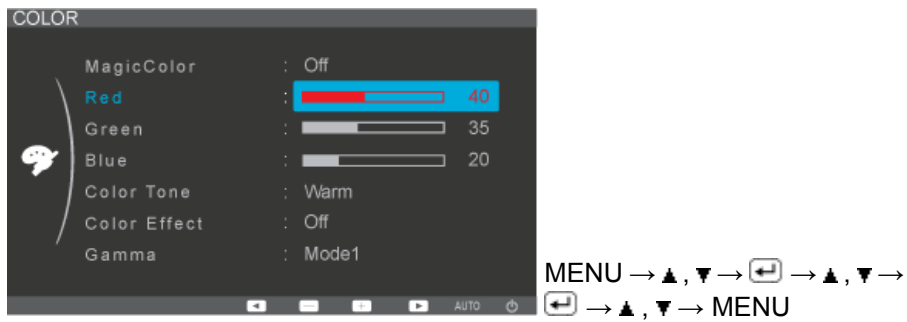 COLOR
MagicColor : Off
Red : 40
Green : 35
Blue : 20
Color Tone : Warm
Color Effect : Off
Gamma : Mode1
AUTO
MENU → ▲ , ▼ → ↵ → ▲ , ▼ →
↵ → ▲ , ▼ → MENU